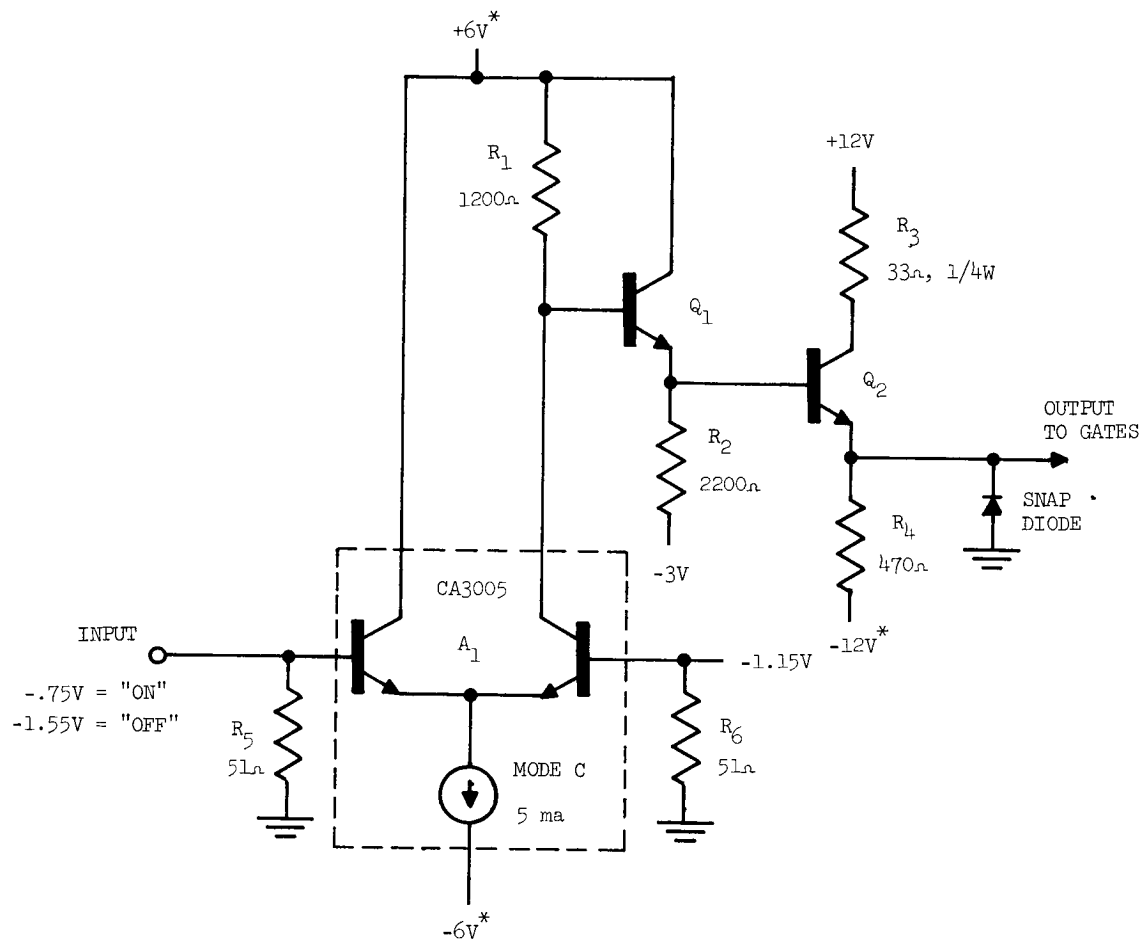 +6V*
R1
1200Ω
+12V
R3
33Ω, 1/4W
Q1
Q2
OUTPUT
TO GATES
R2
2200Ω
SNAP
DIODE
R4
470Ω
-3V
-12V*
CA3005
A1
INPUT
-.75V = "ON"
-1.55V = "OFF"
-1.15V
R5
51Ω
R6
51Ω
MODE C
5 ma
-6V*